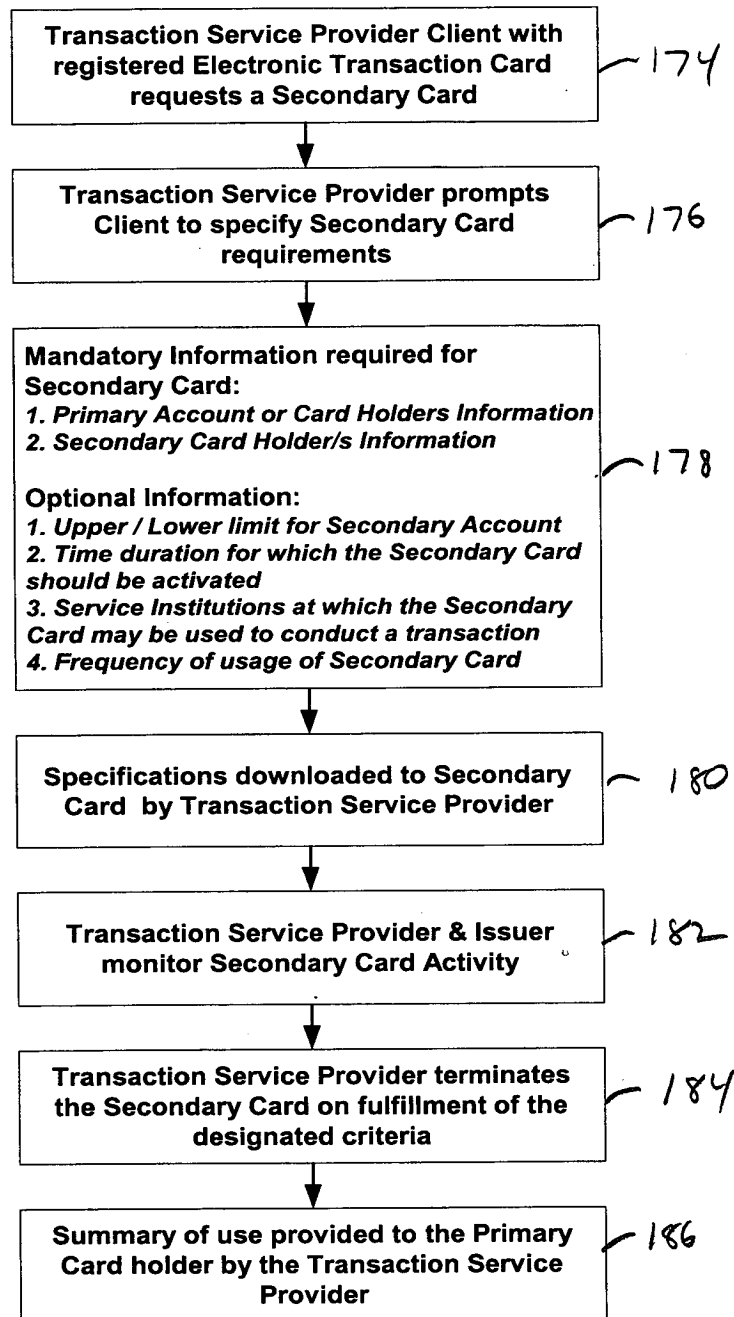 Transaction Service Provider Client with
registered Electronic Transaction Card
requests a Secondary Card
174
Transaction Service Provider prompts
Client to specify Secondary Card
requirements
176
Mandatory Information required for
Secondary Card:
1. Primary Account or Card Holders Information
2. Secondary Card Holder/s Information
Optional Information:
1. Upper / Lower limit for Secondary Account
2. Time duration for which the Secondary Card
should be activated
3. Service Institutions at which the Secondary
Card may be used to conduct a transaction
4. Frequency of usage of Secondary Card
178
Specifications downloaded to Secondary
Card by Transaction Service Provider
180
Transaction Service Provider & Issuer
monitor Secondary Card Activity
182
Transaction Service Provider terminates
the Secondary Card on fulfillment of the
designated criteria
184
Summary of use provided to the Primary
Card holder by the Transaction Service
Provider
186